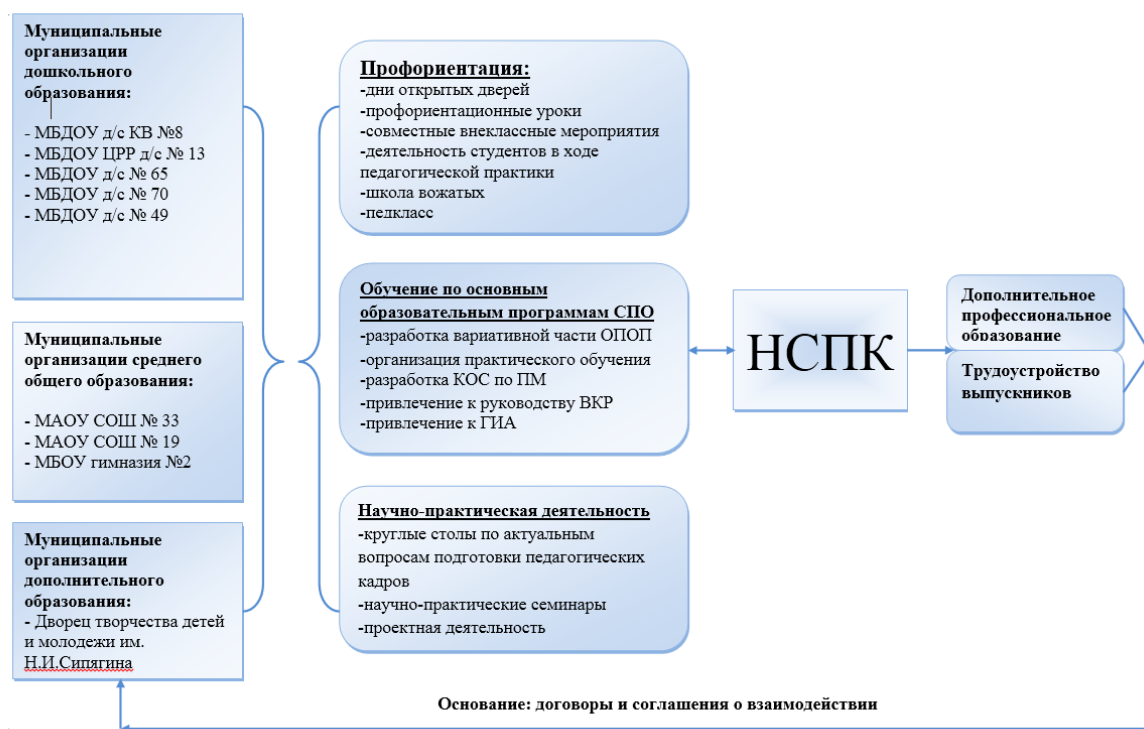 Муниципальные
организации
дошкольного
образования:
- МБДОУ д/с КВ №8
- МБДОУ ЦРР д/с № 13
- МБДОУ д/с № 65
- МБДОУ д/с № 70
- МБДОУ д/с № 49
Муниципальные
организации среднего
общего образования:
- МАОУ СОШ № 33
- МАОУ СОШ № 19
- МБОУ гимназия №2
Муниципальные
организации
дополнительного
образования:
- Дворец творчества детей
и молодежи им.
Н.И.Сипягина
Профориентация:
-дни открытых дверей
-профориентационные уроки
-совместные внеклассные мероприятия
-деятельность студентов в ходе
педагогической практики
-школа вожатых
-педкласс
Обучение по основным
образовательным программам СПО
-разработка вариативной части ОПОП
-организация практического обучения
-разработка КОС по ПМ
-привлечение к руководству ВКР
-привлечение к ГИА
Научно-практическая деятельность
-круглые столы по актуальным
вопросам подготовки педагогических
кадров
-научно-практические семинары
-проектная деятельность
НСПК
Дополнительное
профессиональное
образование
Трудоустройство
выпускников
Основание: договоры и соглашения о взаимодействии